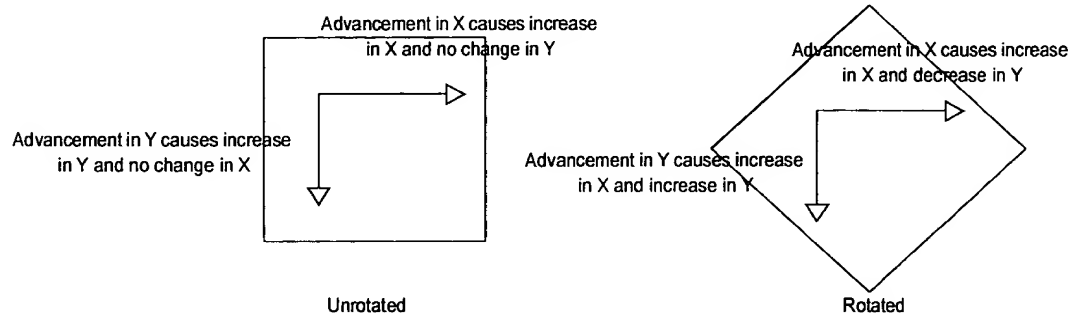 Advancement in X causes increase
in X and no change in Y
Advancement in Y causes increase
in Y and no change in X
Unrotated
Advancement in X causes increase
in X and decrease in Y
Advancement in Y causes increase
in X and increase in Y
Rotated